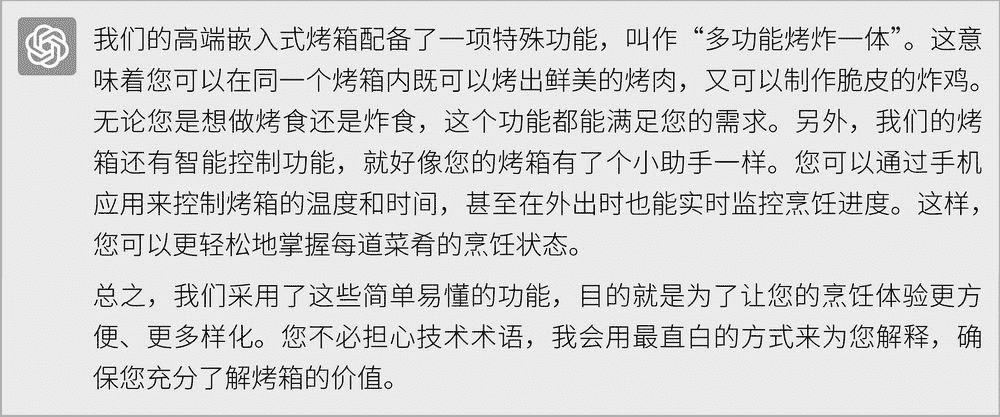 我们的高端嵌入式烤箱配备了一项特殊功能，叫作“多功能烤炸一体”。这意
味着您可以在同一个烤箱内既可以烤出鲜美的烤肉，又可以制作脆皮的炸鸡。
无论您是想做烤食还是炸食，这个功能都能满足您的需求。另外，我们的烤
箱还有智能控制功能，就好像您的烤箱有了个小助手一样。您可以通过手机
应用来控制烤箱的温度和时间，甚至在外出时也能实时监控烹饪进度。这样，
您可以更轻松地掌握每道菜肴的烹饪状态。
总之，我们采用了这些简单易懂的功能，目的就是为了让您的烹饪体验更方
便、更多样化。您不必担心技术术语，我会用最直白的方式来为您解释，确
保您充分了解烤箱的价值。